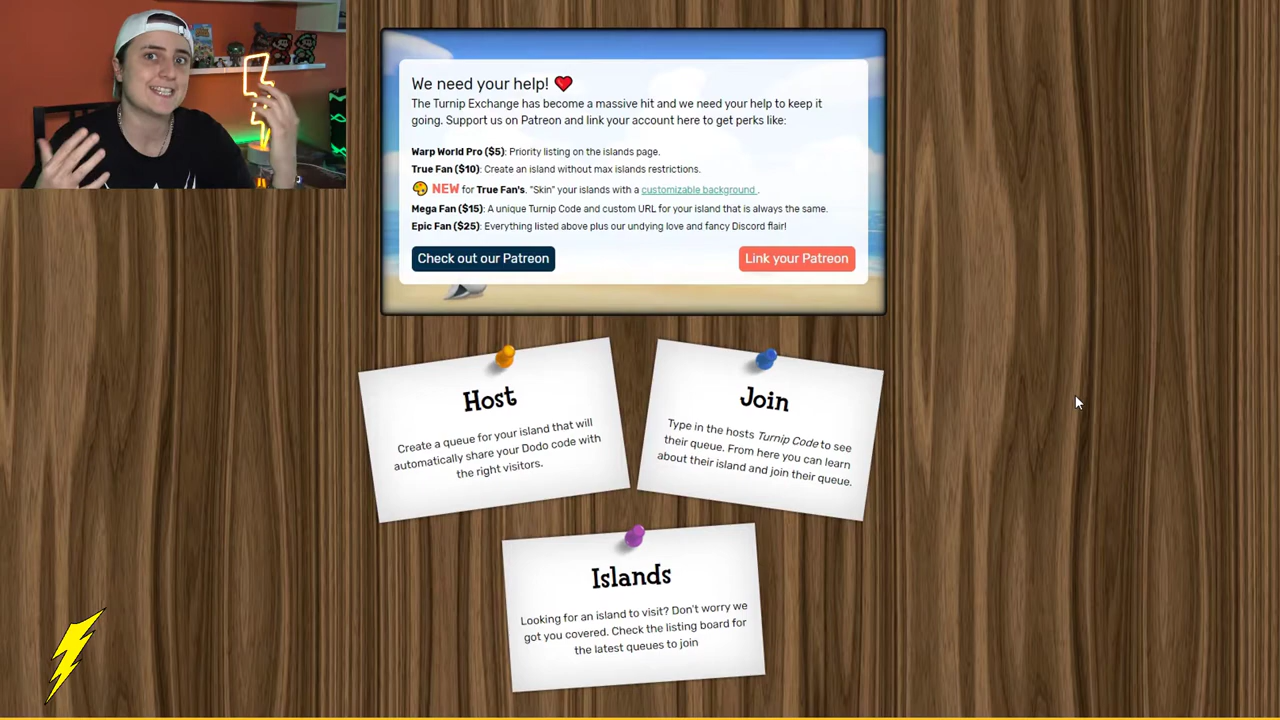 We need your help!
The Turnip Exchange has become a massive hit and we need your help to keep it
going. Support us on Patreon and link your account here to get perks like:
Warp World Pro ($5): Priority listing on the islands page.
True Fan ($10): Create an island without max islands restrictions.
NEW for True Fan's, "Skin" your islands with a customizable background .
Mega Fan ($15): A unique Turnip Code and custom URL for your island that is always the same.
Epic Fan ($25): Everything listed above plus our undying love and fancy Discord flair!
Check out our Patreon
Link your Patreon
Host
Create a queue for your island that will
automatically share your Dodo code with
the right visitors.
Join
Type in the hosts Turnip Code to see
their queue. From here you can learn
about their island and join their queue.
Islands
Looking for an island to visit? Don't worry we
got you covered. Check the listing board for
the latest queues to join